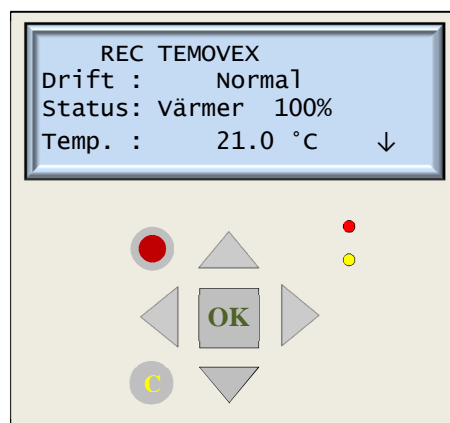 REC TEMOVEX
Drift : Normal
Status: Värmer 100%
Temp. : 21.0 °C ↓
OK
C